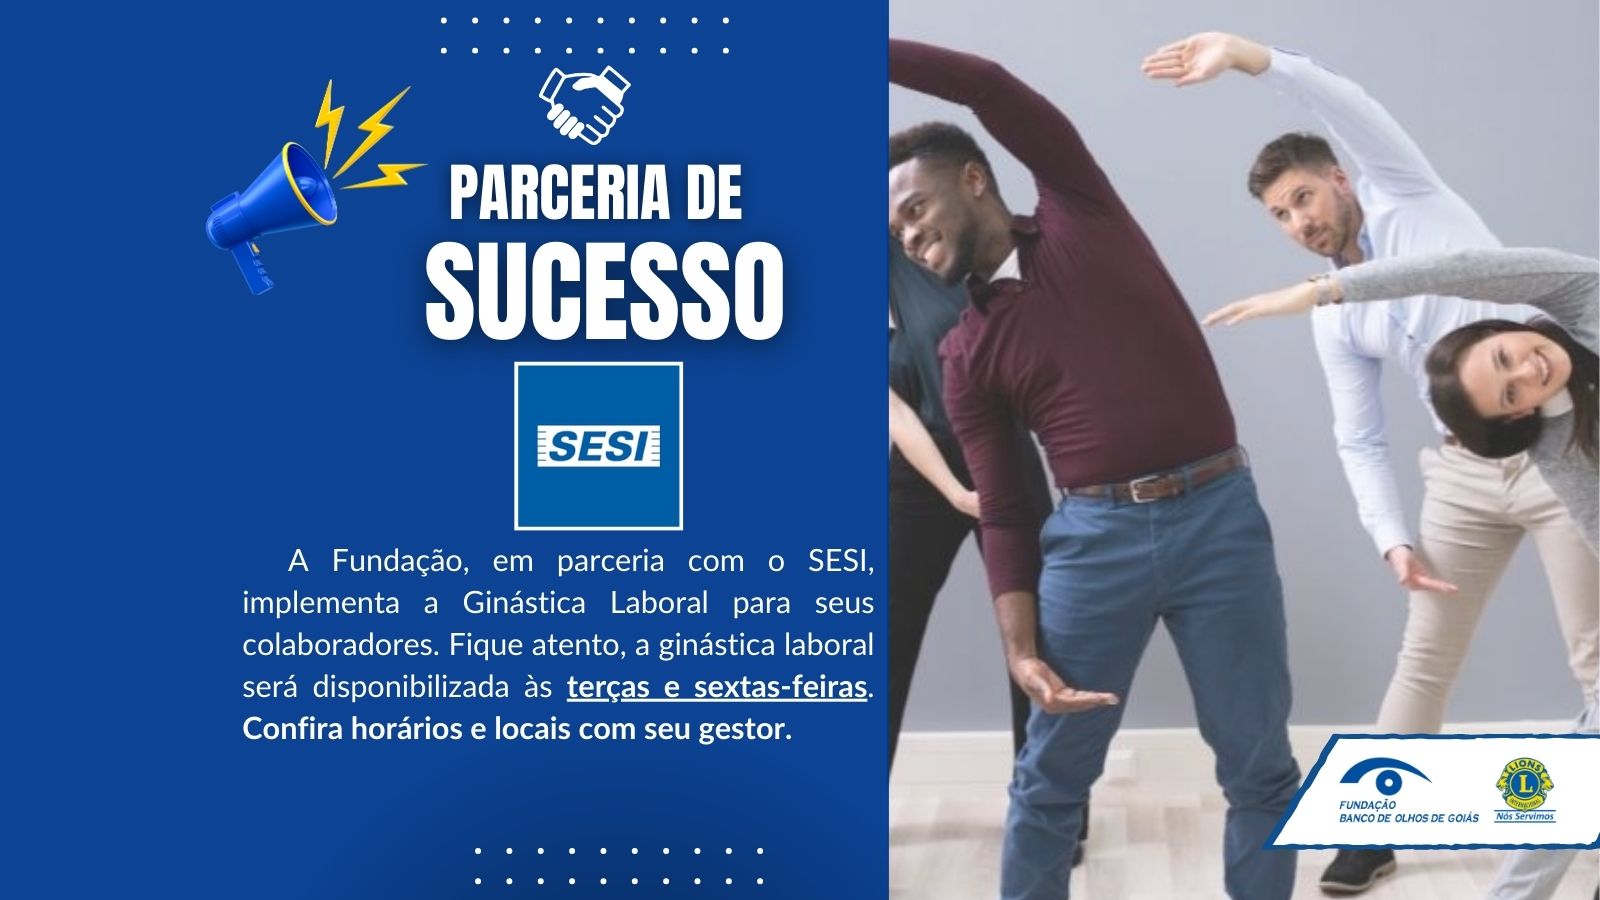 PARCERIA DE
SUCESSO
SESI
A Fundação, em parceria com o SESI,
implementa a Ginástica Laboral para seus
colaboradores. Fique atento, a ginástica laboral
será disponibilizada às terças e sextas-feiras.
Confira horários e locais com seu gestor.
FUNDAÇÃO
BANCO DE OLHOS DE GOIÁS
LIONS
L
INTERNATIONAL
Nós Servimos